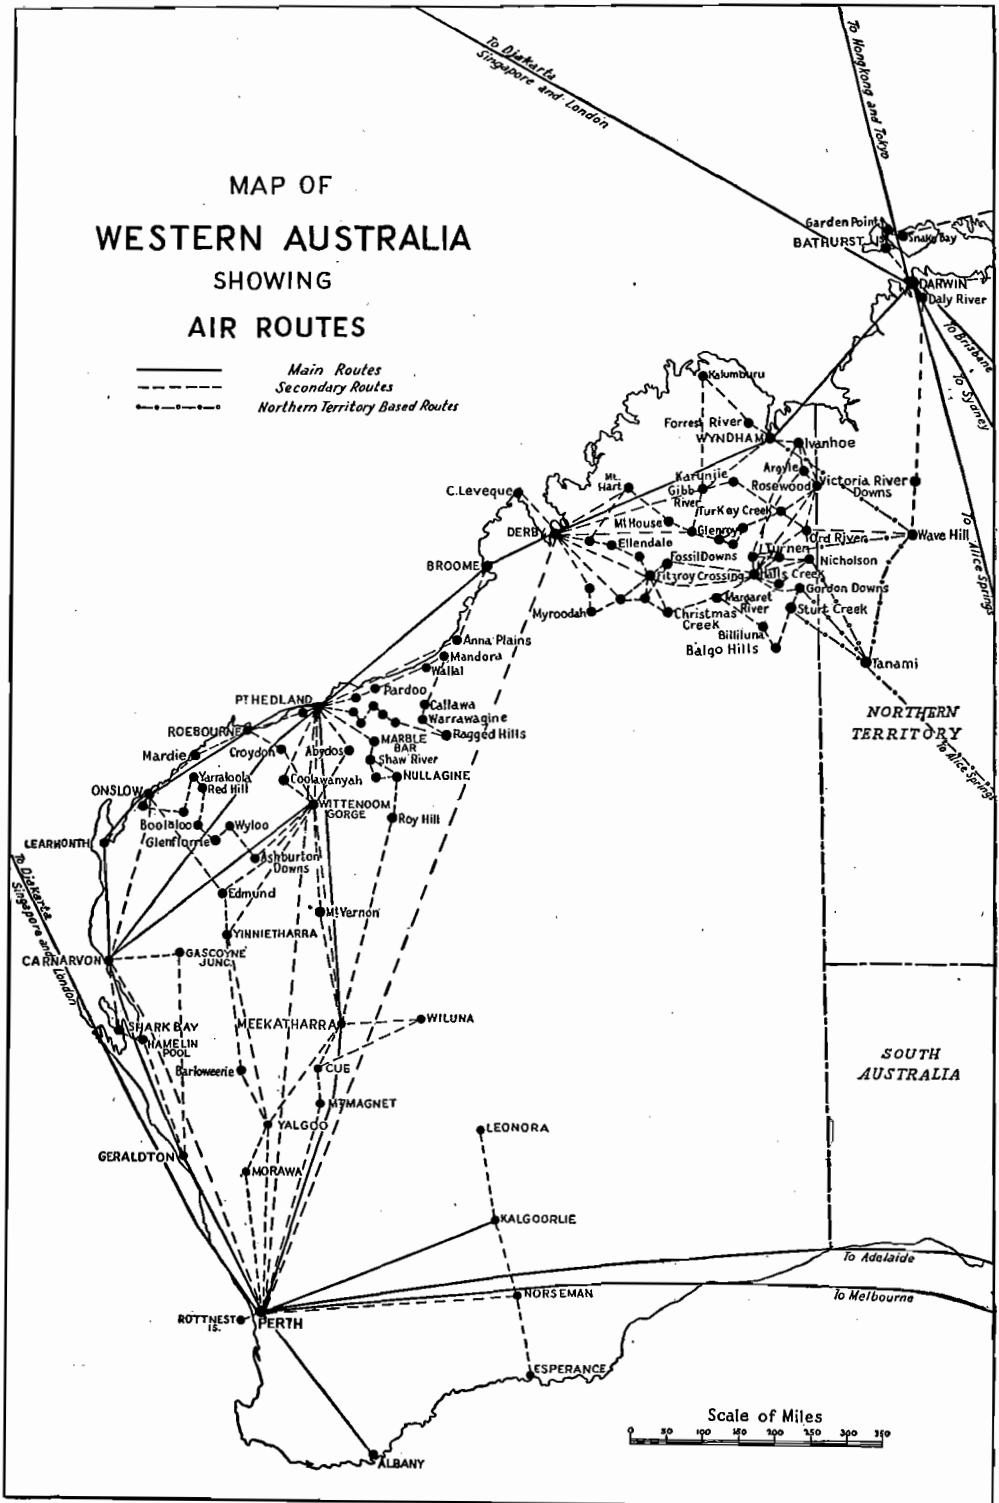 MAP OF
WESTERN AUSTRALIA
SHOWING
AIR ROUTES
Main Routes
Secondary Routes
Northern Territory Based Routes
To Djakarta
Singapore and London
To Hongkong and Tokyo
Garden Point
BATHURST IS
Snake Bay
DARWIN
Daly River
To Brisbane
To Sydney
To Alice Springs
Kalumburu
Forrest River
WYNDHAM
Ivanhoe
Argyle
Rosewood
Victoria River
Downs
Mt.
Hart
Karunjie
Gibb
River
C. Leveque
Turkey Creek
DERBY
Mt House
Glenroy
Ord River
Wave Hill
Ellendale
Turner
Fossil Downs
Nicholson
BROOME
Fitzroy Crossing
Halls Creek
Gordon Downs
Myroodah
Christmas
Creek
Margaret
River
Sturt Creek
Billiluna
Balgo Hills
Tanami
Anna Plains
Mandora
Wallal
Pardoo
PT HEDLAND
Callawa
Warrawagine
Ragged Hills
NORTHERN
TERRITORY
To Alice Springs
ROEBOURNE
Mardie
Croydon
Abydos
MARBLE
BAR
Shaw River
Yarraloola
Red Hill
Coolawanyah
NULLAGINE
ONSLOW
WITTENOOM
GORGE
Roy Hill
Boolaloo
Wyloo
Glenflorrie
LEARMONTH
Ashburton
Downs
To Djakarta
Singapore and London
Edmund
Mt Vernon
YINNIETHARRA
CARNARVON
GASCOYNE
JUNC.
SHARK BAY
HAMELIN
POOL
MEEKATHARRA
WILUNA
Barloweerie
CUE
MT MAGNET
SOUTH
AUSTRALIA
YALGOO
LEONORA
GERALDTON
MORAWA
KALGOORLIE
To Adelaide
NORSEMAN
To Melbourne
ROTTNEST
IS.
PERTH
ESPERANCE
Scale of Miles
0 50 100 150 200 250 300 350
ALBANY